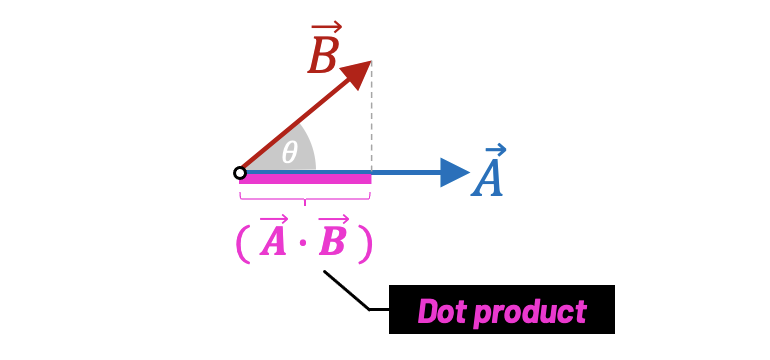 B⃗
θ
A⃗
( A⃗ · B⃗ )
Dot product